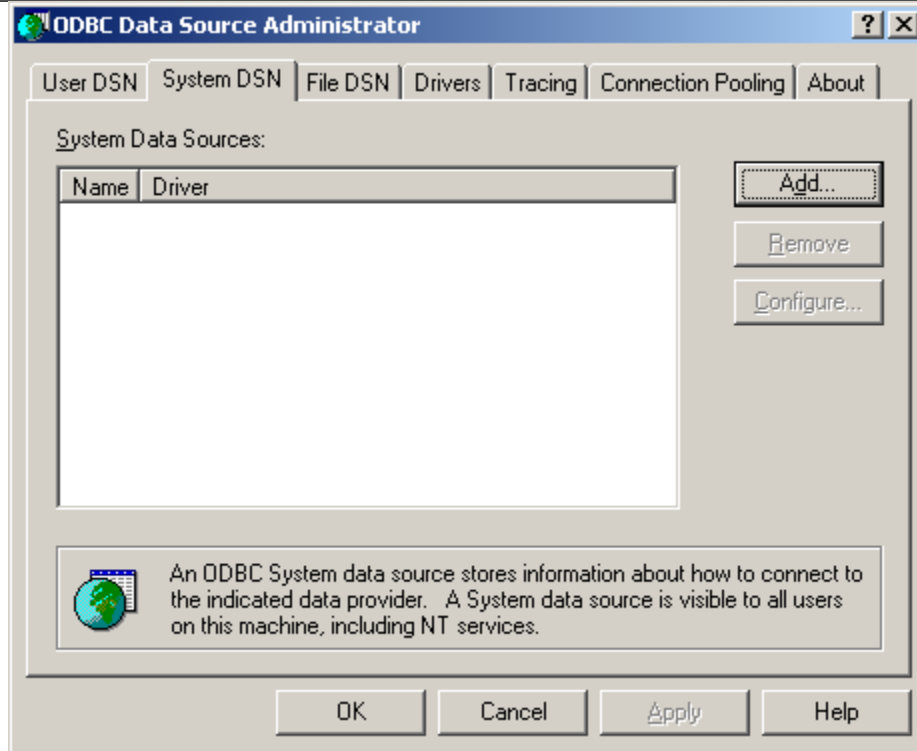 ODBC Data Source Administrator
User DSN System DSN File DSN Drivers Tracing Connection Pooling About
System Data Sources:
Name Driver
Add...
Remove
Configure...
An ODBC System data source stores information about how to connect to
the indicated data provider. A System data source is visible to all users
on this machine, including NT services.
OK Cancel Apply Help